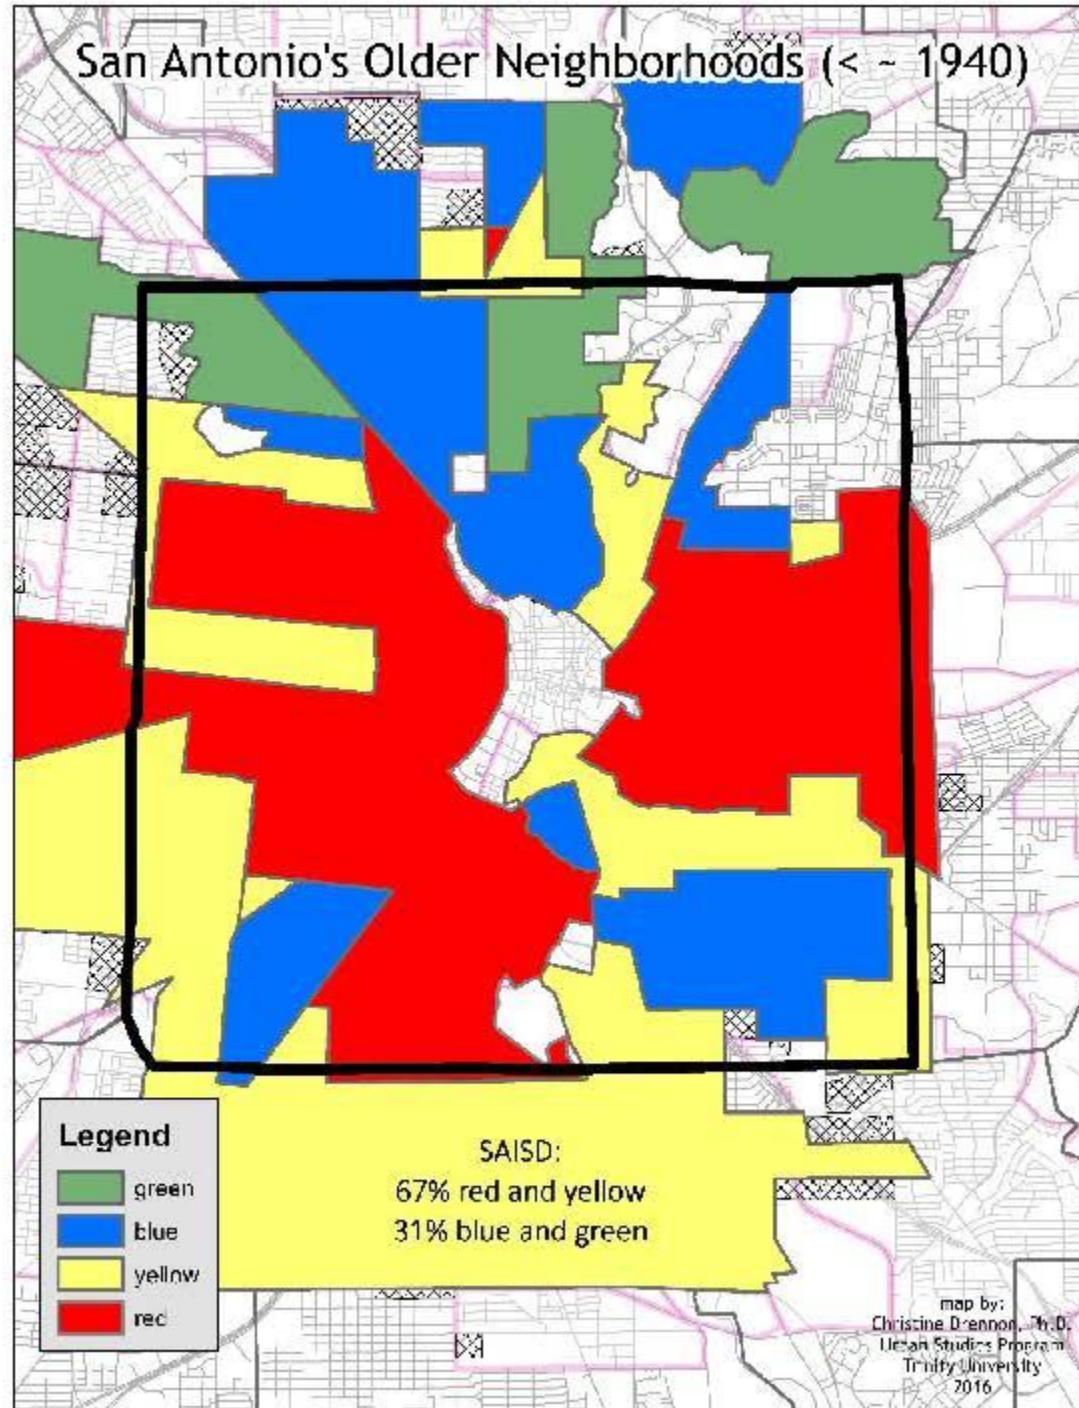 San Antonio's Older Neighborhoods (< ~ 1940)
Legend
green
blue
yellow
red
SAISD:
67% red and yellow
31% blue and green
map by:
Christine Drennon, Ph.D.
Urban Studies Program
Trinity University
2016